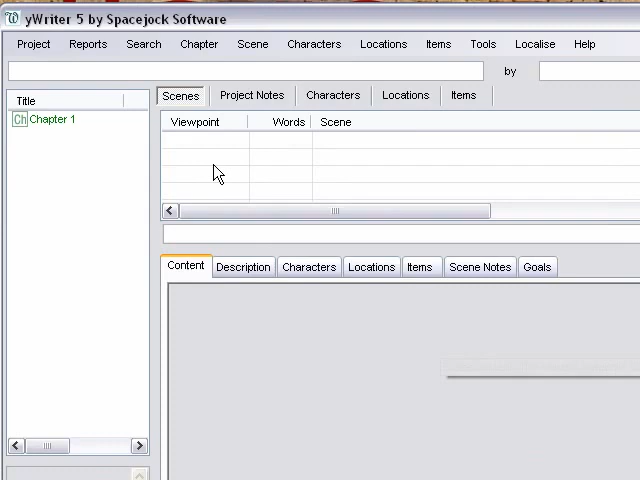 yWriter 5 by Spacejock Software
Project Reports Search Chapter Scene Characters Locations Items Tools Localise Help
by
Title
Scenes Project Notes Characters Locations Items
Ch Chapter 1
Viewpoint Words Scene
Content Description Characters Locations Items Scene Notes Goals